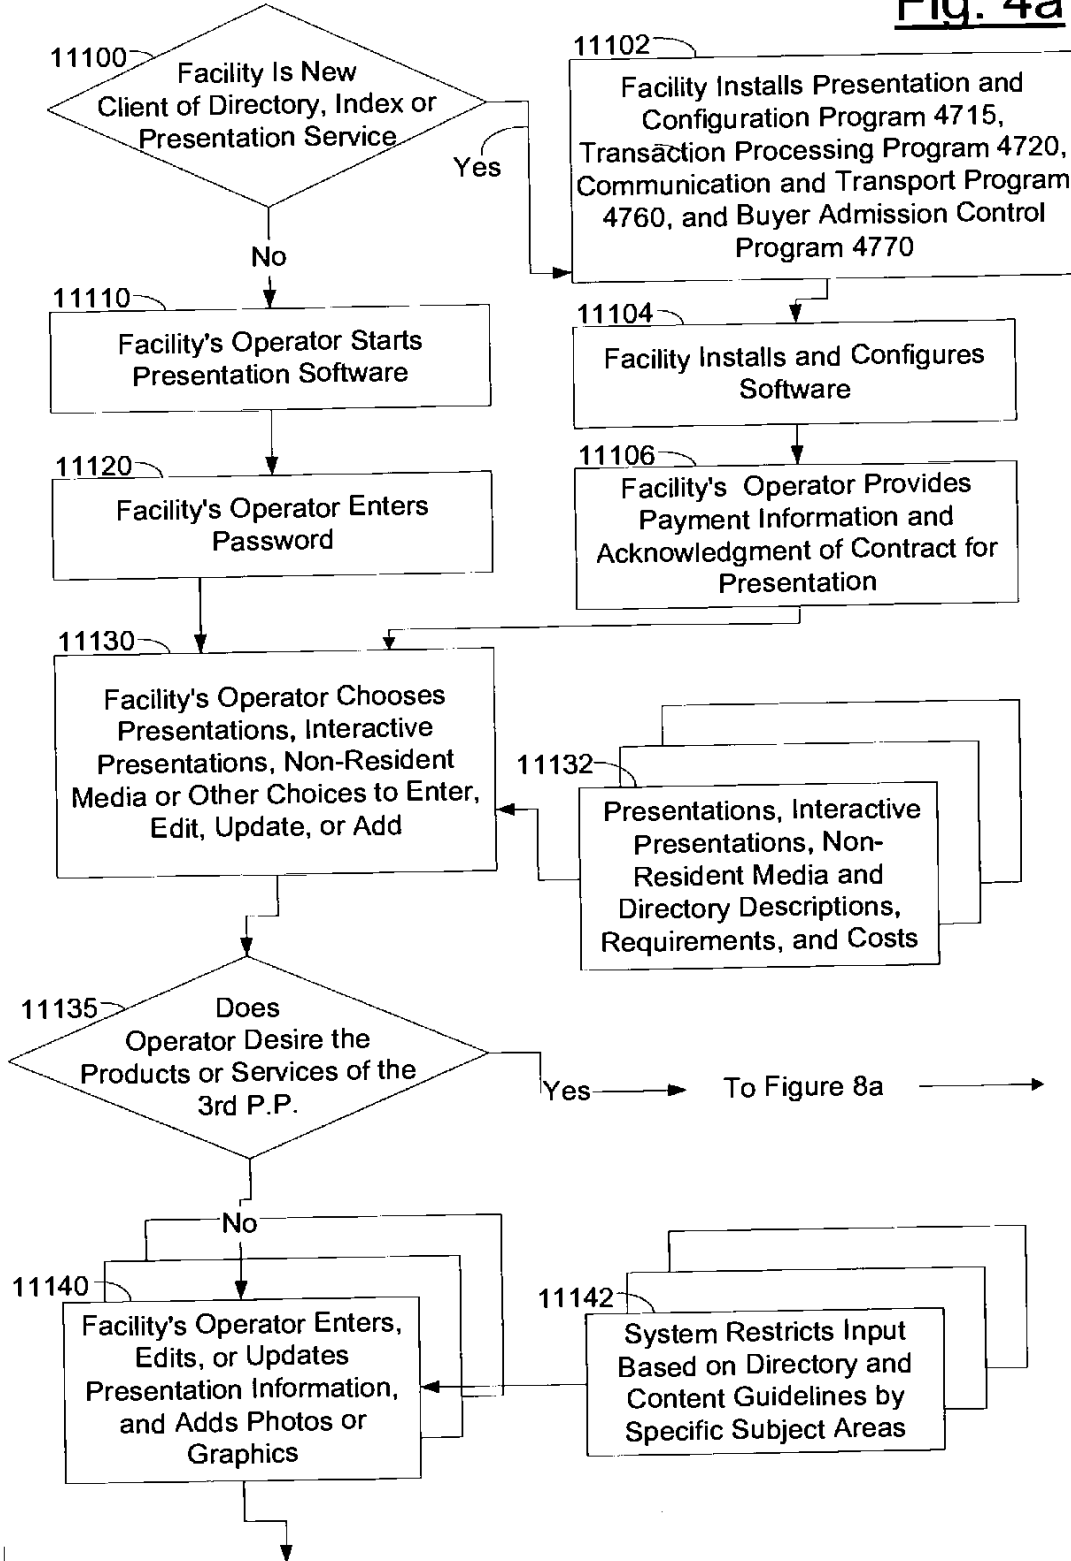 Fig. 4a
11100
Facility Is New
Client of Directory, Index or
Presentation Service
Yes
No
11102
Facility Installs Presentation and
Configuration Program 4715,
Transaction Processing Program 4720,
Communication and Transport Program
4760, and Buyer Admission Control
Program 4770
11110
Facility's Operator Starts
Presentation Software
11104
Facility Installs and Configures
Software
11120
Facility's Operator Enters
Password
11106
Facility's Operator Provides
Payment Information and
Acknowledgment of Contract for
Presentation
11130
Facility's Operator Chooses
Presentations, Interactive
Presentations, Non-Resident
Media or Other Choices to Enter,
Edit, Update, or Add
11132
Presentations, Interactive
Presentations, Non-
Resident Media and
Directory Descriptions,
Requirements, and Costs
11135
Does
Operator Desire the
Products or Services of the
3rd P.P.
Yes
To Figure 8a
No
11140
Facility's Operator Enters,
Edits, or Updates
Presentation Information,
and Adds Photos or
Graphics
11142
System Restricts Input
Based on Directory and
Content Guidelines by
Specific Subject Areas